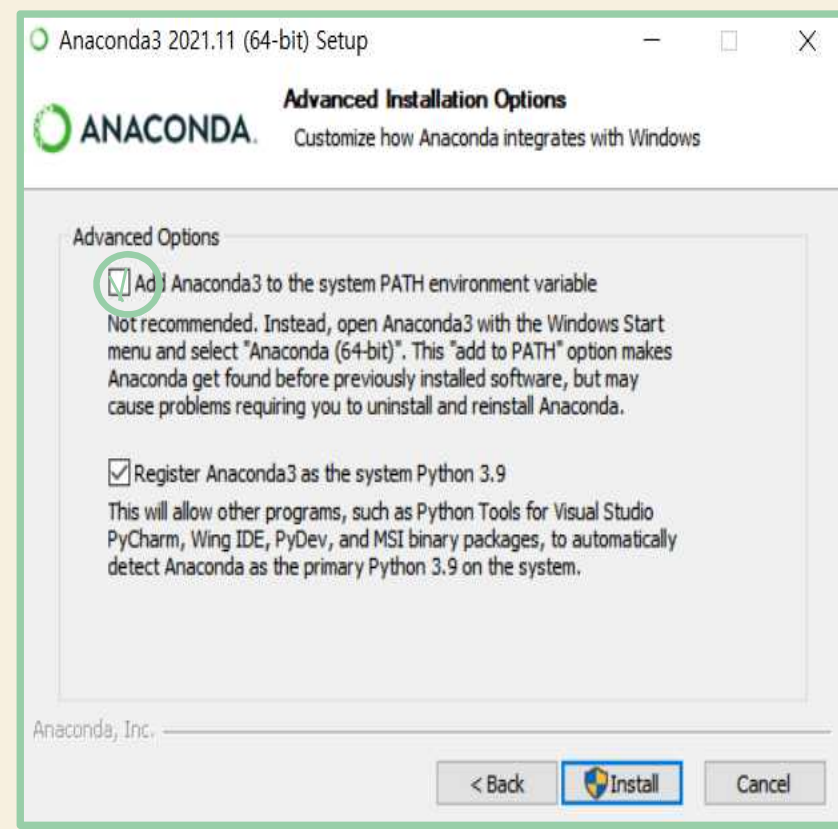 Anaconda3 2021.11 (64-bit) Setup
ANACONDA.
Advanced Installation Options
Customize how Anaconda integrates with Windows
Advanced Options
Add Anaconda3 to the system PATH environment variable
Not recommended. Instead, open Anaconda3 with the Windows Start
menu and select "Anaconda (64-bit)". This "add to PATH" option makes
Anaconda get found before previously installed software, but may
cause problems requiring you to uninstall and reinstall Anaconda.
Register Anaconda3 as the system Python 3.9
This will allow other programs, such as Python Tools for Visual Studio
PyCharm, Wing IDE, PyDev, and MSI binary packages, to automatically
detect Anaconda as the primary Python 3.9 on the system.
Anaconda, Inc.
< Back
Install
Cancel